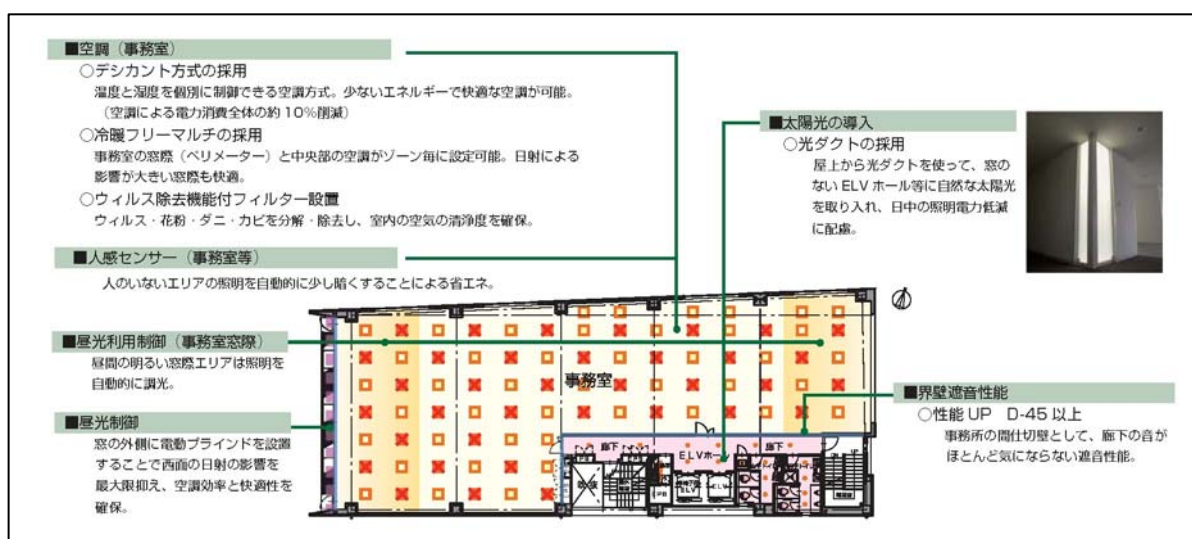 ■空調（事務室）
○デシカント方式の採用
温度と湿度を個別に制御できる空調方式。少ないエネルギーで快適な空調が可能。
（空調による電力消費全体の約10％削減）
○冷暖フリーマルチの採用
事務室の窓際（ペリメーター）と中央部の空調がゾーン毎に設定可能。日射による
影響が大きい窓際も快適。
○ウィルス除去機能付フィルター設置
ウィルス・花粉・ダニ・カビを分解・除去し、室内の空気の清浄度を確保。
■人感センサー（事務室等）
人のいないエリアの照明を自動的に少し暗くすることによる省エネ。
■昼光利用制御（事務室窓際）
昼間の明るい窓際エリアは照明を
自動的に調光。
■昼光制御
窓の外側に電動ブラインドを設置
することで西面の日射の影響を
最大限抑え、空調効率と快適性を
確保。
■太陽光の導入
○光ダクトの採用
屋上から光ダクトを使って、窓の
ないELVホール等に自然な太陽光
を取り入れ、日中の照明電力低減
に配慮。
■界壁遮音性能
○性能UP　D-45以上
事務所の間仕切壁として、廊下の音が
ほとんど気にならない遮音性能。
事務室
廊下
ELVホール
廊下
ELV
ELV